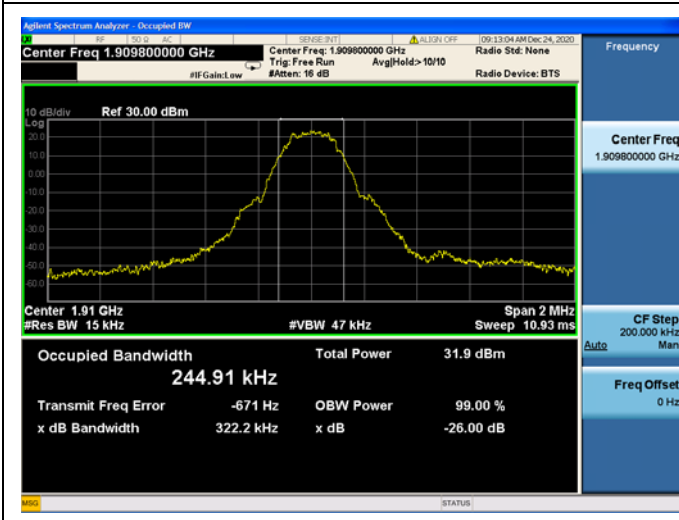 Agilent Spectrum Analyzer - Occupied BW
RF 50 Ω AC SENSE:INT ALIGN OFF 09:13:04 AM Dec 24, 2020
Center Freq 1.909800000 GHz Center Freq: 1.909800000 GHz Radio Std: None Frequency
Trig: Free Run Avg|Hold:>10/10
#IFGain:Low #Atten: 16 dB Radio Device: BTS
10 dB/div Ref 30.00 dBm
Log
20.0
10.0
0.00
-10.0
-20.0
-30.0
-40.0
-50.0
-60.0
Center Freq
1.909800000 GHz
Center 1.91 GHz Span 2 MHz
#Res BW 15 kHz #VBW 47 kHz Sweep 10.93 ms
CF Step
200.000 kHz
Auto Man
Occupied Bandwidth Total Power 31.9 dBm
244.91 kHz
Freq Offset
0 Hz
Transmit Freq Error -671 Hz OBW Power 99.00 %
x dB Bandwidth 322.2 kHz x dB -26.00 dB
MSG STATUS